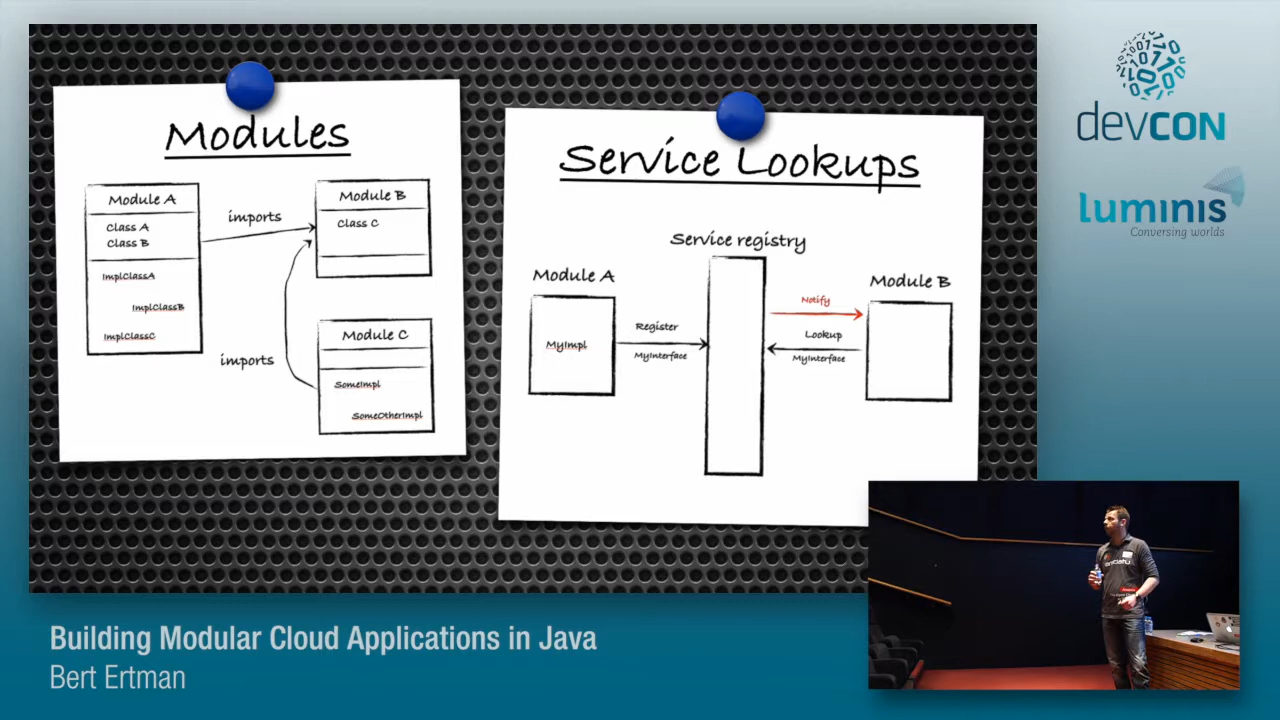 Modules
Module A
Class A
Class B
ImplClassA
ImplClassB
ImplClassC
imports
Module B
Class C
imports
Module C
SomeImpl
SomeOtherImpl
Service Lookups
Service registry
Module A
MyImpl
Register
MyInterface
Notify
Lookup
MyInterface
Module B
devCON
luminis
Conversing worlds
Building Modular Cloud Applications in Java
Bert Ertman